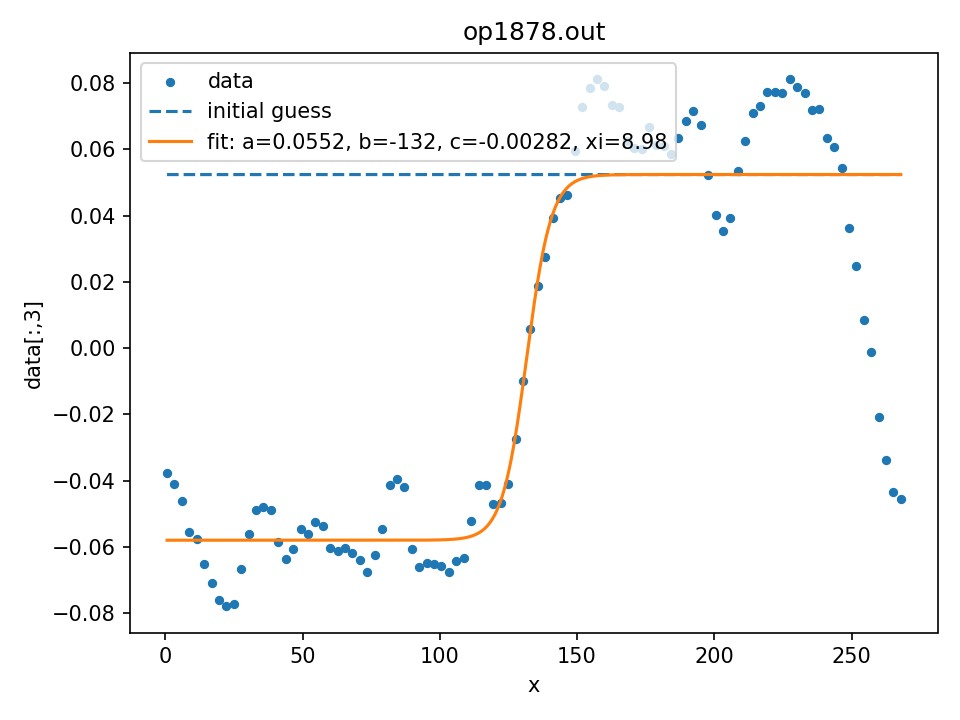 op1878.out
data
initial guess
fit: a=0.0552, b=-132, c=-0.00282, xi=8.98
0.08
0.06
0.04
0.02
0.00
−0.02
−0.04
−0.06
−0.08
data[:,3]
0 50 100 150 200 250
x